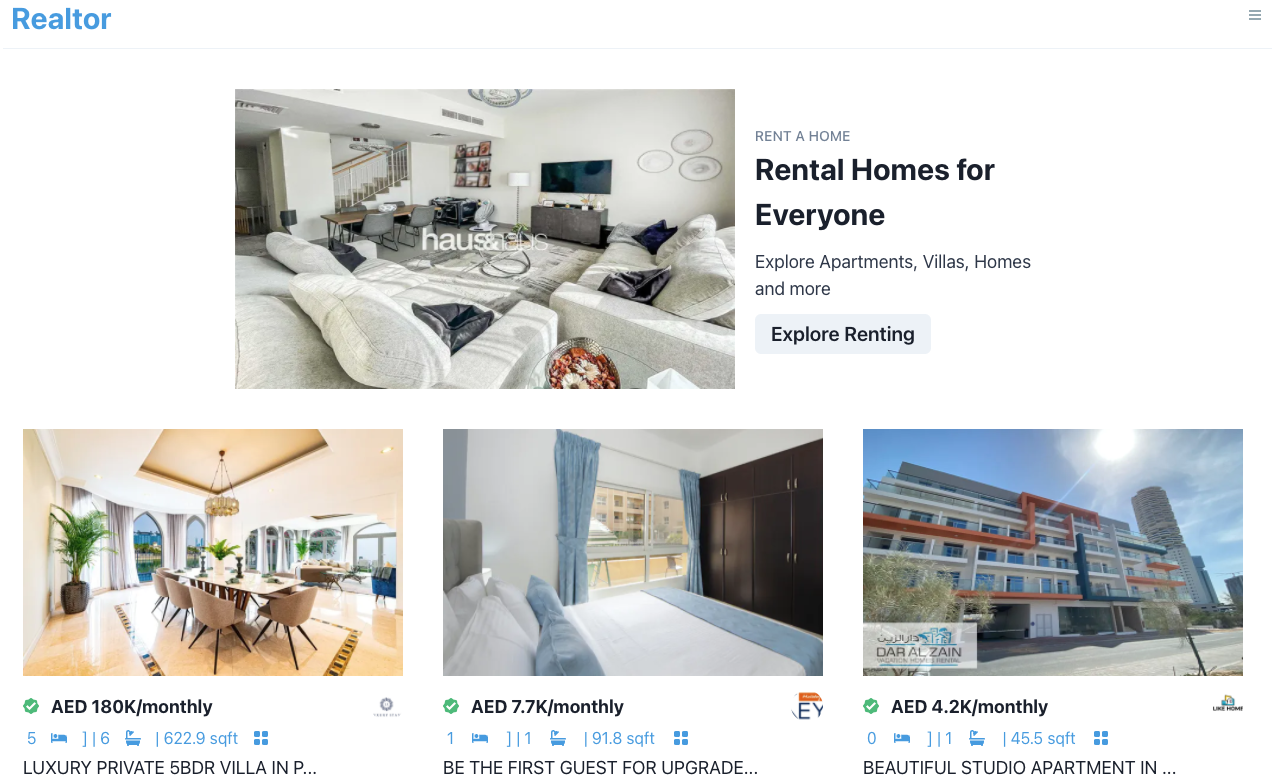 Realtor
haus&haus
RENT A HOME
Rental Homes for
Everyone
Explore Apartments, Villas, Homes
and more
Explore Renting
دار الزين
DAR AL ZAIN
VACATION HOMES RENTAL
AED 180K/monthly
5 ] | 6 | 622.9 sqft
LUXURY PRIVATE 5BDR VILLA IN P...
AED 7.7K/monthly
EY
1 ] | 1 | 91.8 sqft
BE THE FIRST GUEST FOR UPGRADE...
AED 4.2K/monthly
LIKE HOME
0 ] | 1 | 45.5 sqft
BEAUTIFUL STUDIO APARTMENT IN ...